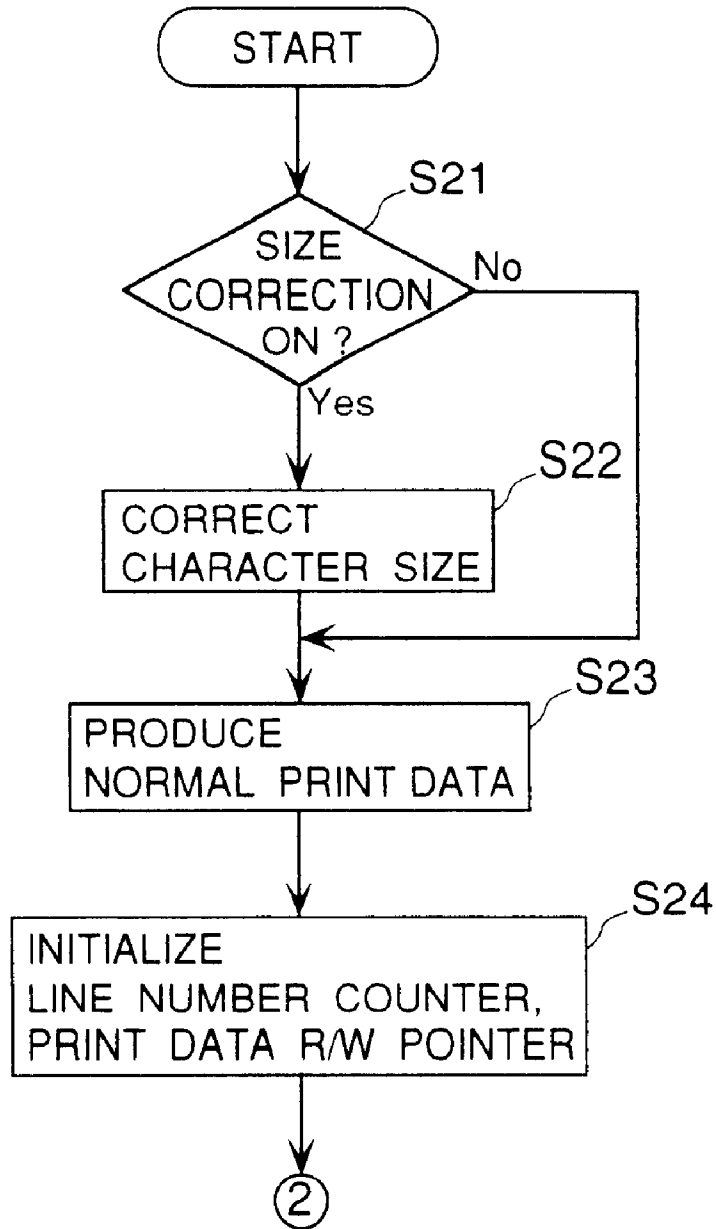 START
S21
SIZE
CORRECTION
ON ?
No
Yes
S22
CORRECT
CHARACTER SIZE
S23
PRODUCE
NORMAL PRINT DATA
S24
INITIALIZE
LINE NUMBER COUNTER,
PRINT DATA R/W POINTER
2